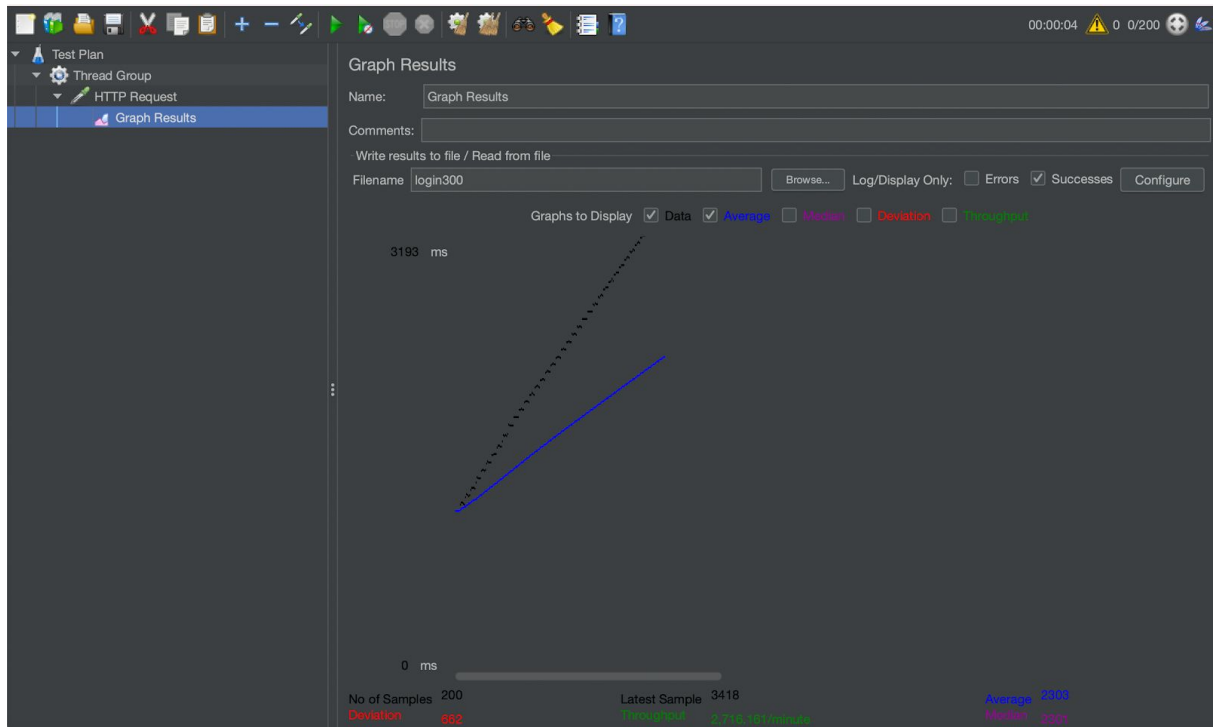 00:00:04 0 0/200
Test Plan
Thread Group
HTTP Request
Graph Results
Graph Results
Name: Graph Results
Comments:
Write results to file / Read from file
Filename login300 Browse... Log/Display Only: Errors Successes Configure
Graphs to Display Data Average Median Deviation Throughput
3193 ms
0 ms
No of Samples 200 Latest Sample 3418 Average 2303
Deviation 682 Throughput 2,716.161/minute Median